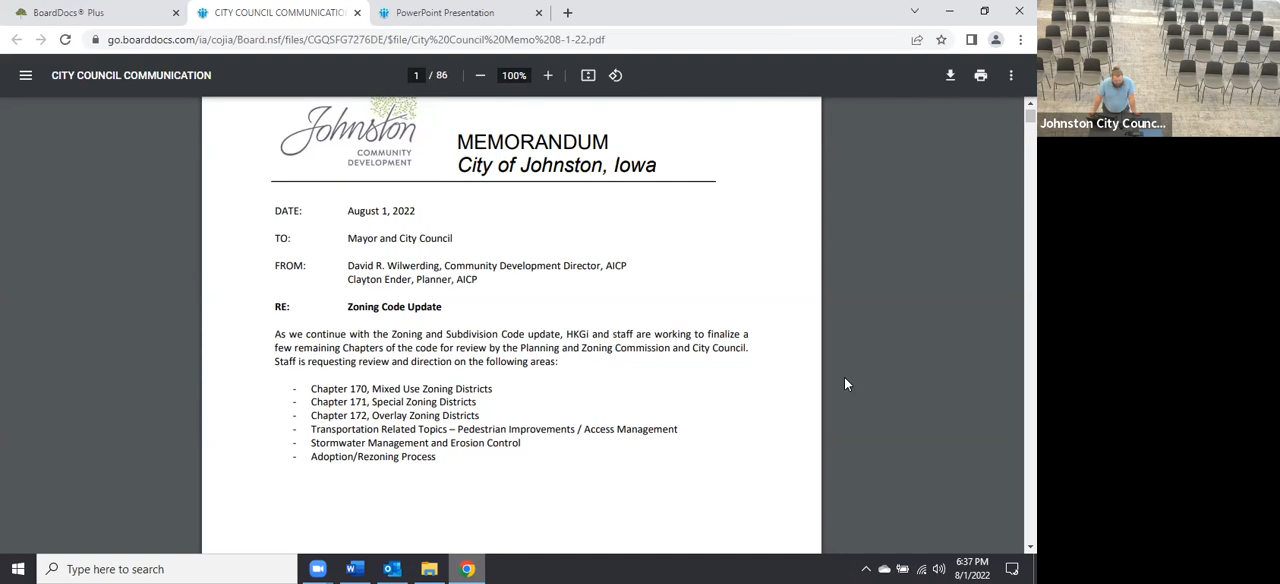 BoardDocs® Plus
CITY COUNCIL COMMUNICATIO
PowerPoint Presentation
go.boarddocs.com/ia/cojia/Board.nsf/files/CGQSFG7276DE/$file/City%20Council%20Memo%208-1-22.pdf
CITY COUNCIL COMMUNICATION
1 / 86
100%
Johnston City Counc...
Johnston
COMMUNITY
DEVELOPMENT
MEMORANDUM
City of Johnston, Iowa
DATE: August 1, 2022
TO: Mayor and City Council
FROM: David R. Wilwerding, Community Development Director, AICP
Clayton Ender, Planner, AICP
RE: Zoning Code Update
As we continue with the Zoning and Subdivision Code update, HKGi and staff are working to finalize a
few remaining Chapters of the code for review by the Planning and Zoning Commission and City Council.
Staff is requesting review and direction on the following areas:
- Chapter 170, Mixed Use Zoning Districts
- Chapter 171, Special Zoning Districts
- Chapter 172, Overlay Zoning Districts
- Transportation Related Topics – Pedestrian Improvements / Access Management
- Stormwater Management and Erosion Control
- Adoption/Rezoning Process
Type here to search
6:37 PM
8/1/2022